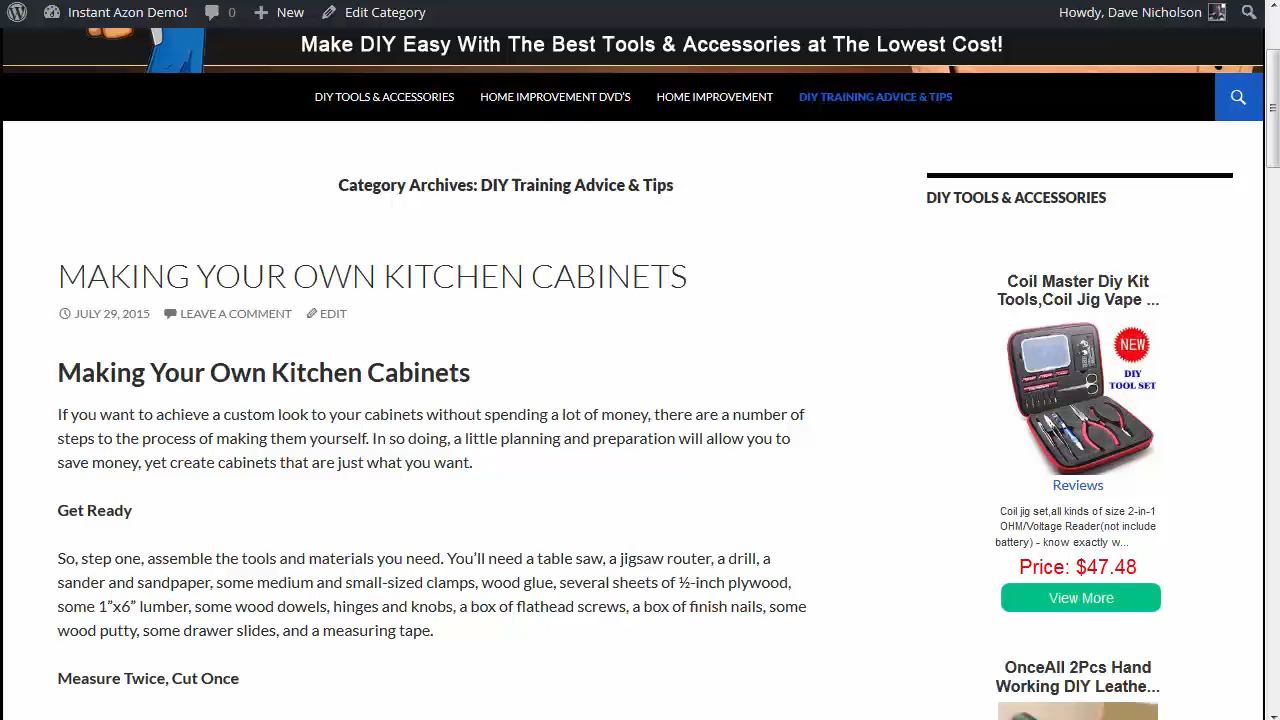 Instant Azon Demo! 0 New Edit Category Howdy, Dave Nicholson
Make DIY Easy With The Best Tools & Accessories at The Lowest Cost!
DIY TOOLS & ACCESSORIES HOME IMPROVEMENT DVD'S HOME IMPROVEMENT DIY TRAINING ADVICE & TIPS
Category Archives: DIY Training Advice & Tips
MAKING YOUR OWN KITCHEN CABINETS
JULY 29, 2015 LEAVE A COMMENT EDIT
Making Your Own Kitchen Cabinets
If you want to achieve a custom look to your cabinets without spending a lot of money, there are a number of
steps to the process of making them yourself. In so doing, a little planning and preparation will allow you to
save money, yet create cabinets that are just what you want.
Get Ready
So, step one, assemble the tools and materials you need. You'll need a table saw, a jigsaw router, a drill, a
sander and sandpaper, some medium and small-sized clamps, wood glue, several sheets of ½-inch plywood,
some 1”x6” lumber, some wood dowels, hinges and knobs, a box of flathead screws, a box of finish nails, some
wood putty, some drawer slides, and a measuring tape.
Measure Twice, Cut Once
DIY TOOLS & ACCESSORIES
Coil Master Diy Kit
Tools,Coil Jig Vape ...
NEW
DIY
TOOL SET
Reviews
Coil jig set,all kinds of size 2-in-1
OHM/Voltage Reader(not include
battery) - know exactly w...
Price: $47.48
View More
OnceAll 2Pcs Hand
Working DIY Leathe...